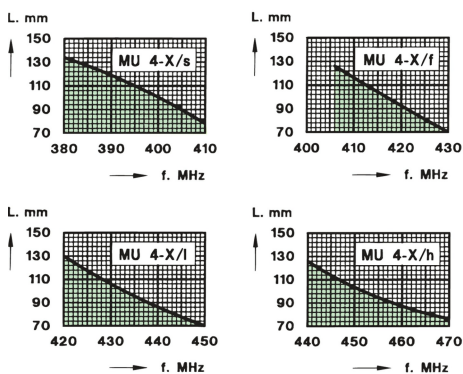 L. mm
150
130
110
90
70
MU 4-X/s
380 390 400 410
f. MHz
L. mm
150
130
110
90
70
MU 4-X/f
400 410 420 430
f. MHz
L. mm
150
130
110
90
70
MU 4-X/l
420 430 440 450
f. MHz
L. mm
150
130
110
90
70
MU 4-X/h
440 450 460 470
f. MHz